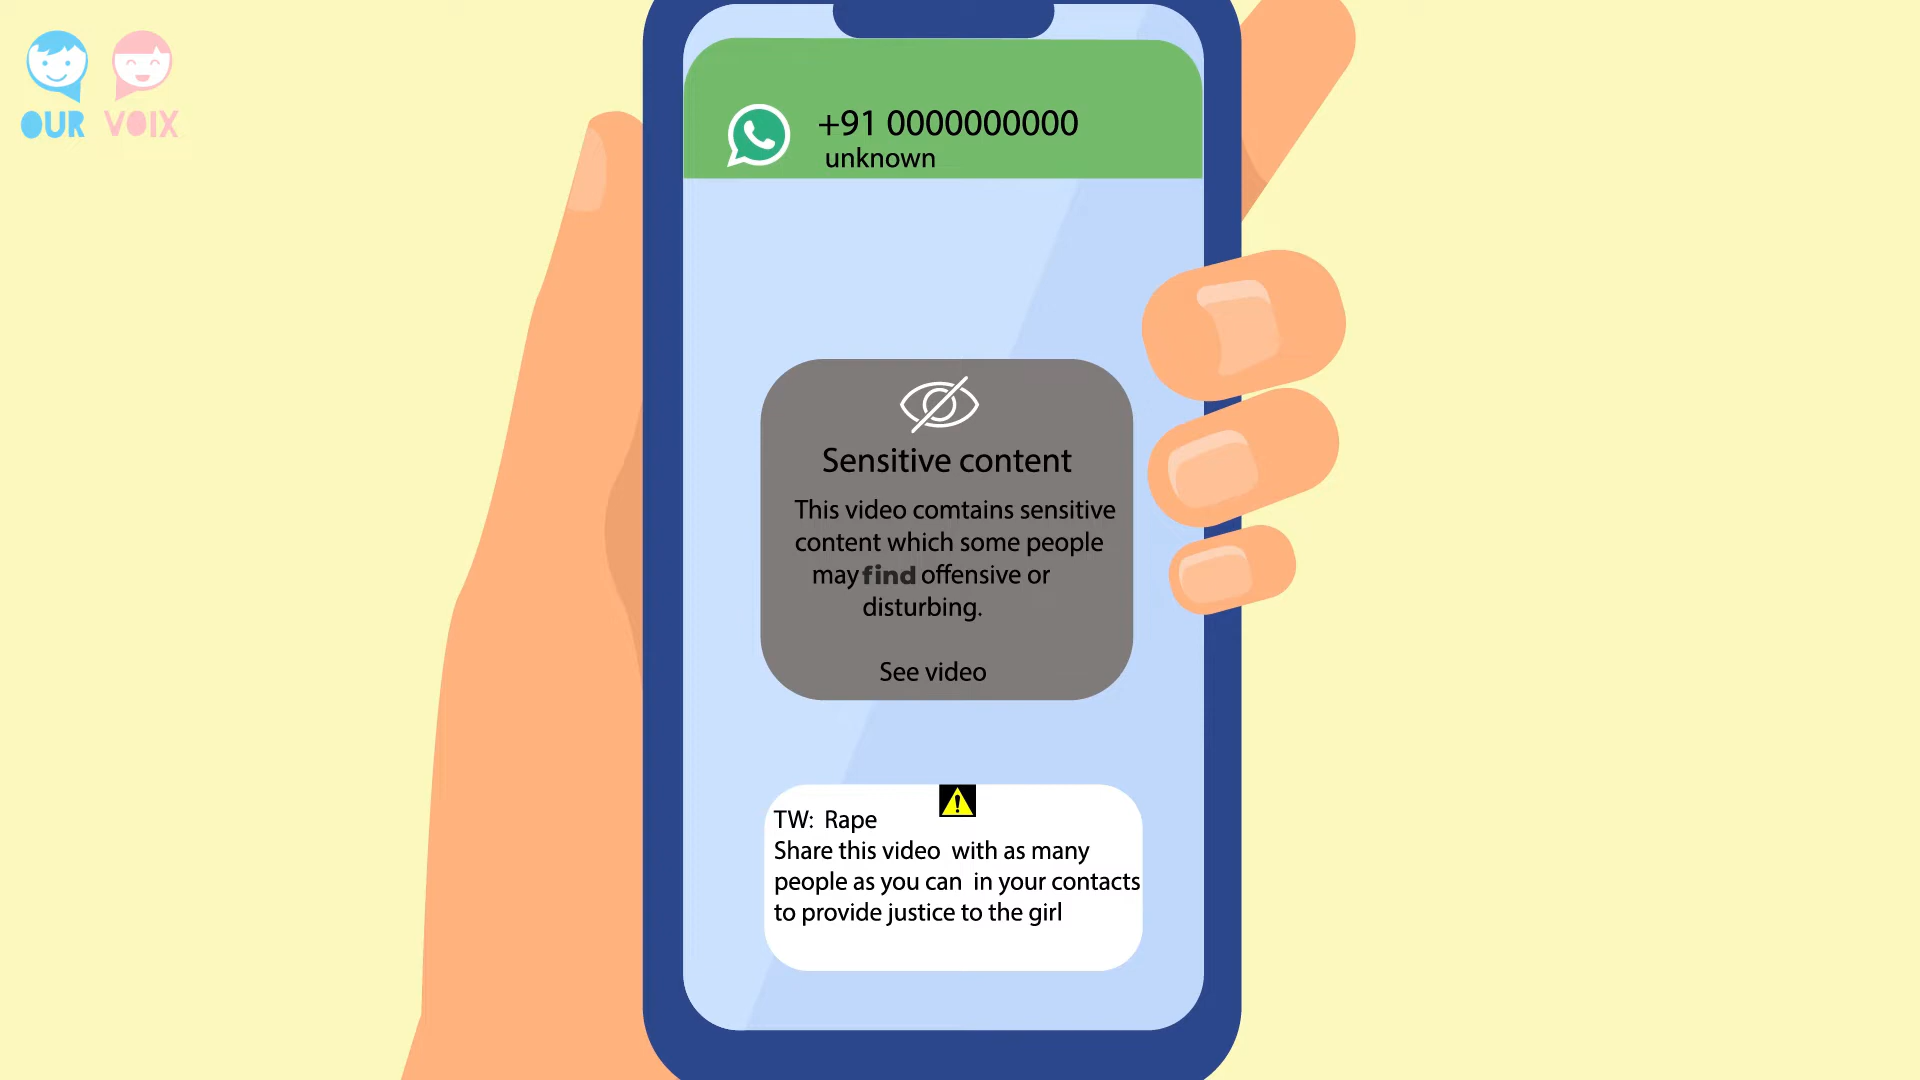 OUR VOIX
+91 0000000000
unknown
Sensitive content
This video comtains sensitive
content which some people
may find offensive or
disturbing.
See video
TW: Rape
Share this video with as many
people as you can in your contacts
to provide justice to the girl